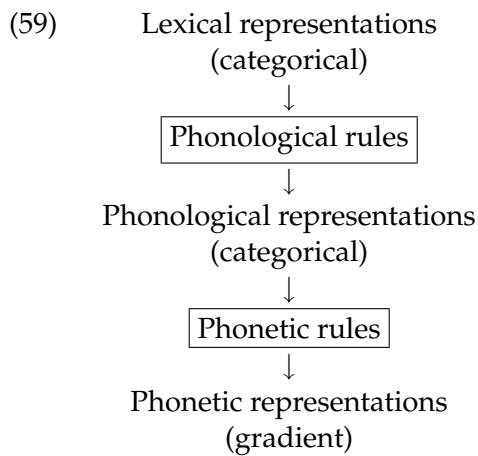 (59) Lexical representations
(categorical)
↓
Phonological rules
↓
Phonological representations
(categorical)
↓
Phonetic rules
↓
Phonetic representations
(gradient)